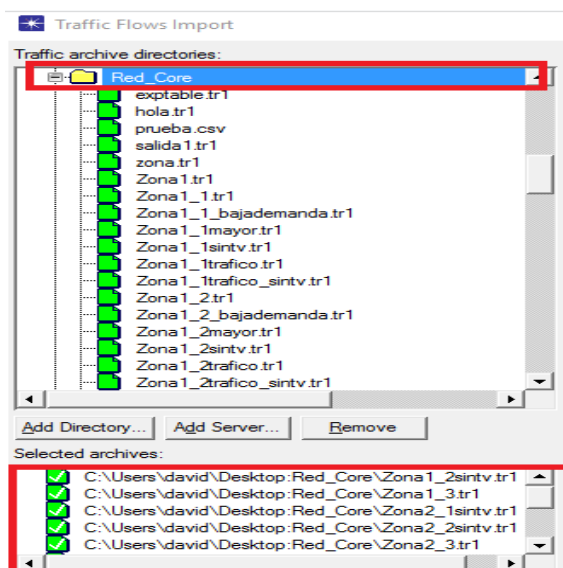 Traffic Flows Import
Traffic archive directories:
Red_Core
exptable.tr1
hola.tr1
prueba.csv
salida1.tr1
zona.tr1
Zona1.tr1
Zona1_1.tr1
Zona1_1_bajademanda.tr1
Zona1_1mayor.tr1
Zona1_1sintv.tr1
Zona1_1trafico.tr1
Zona1_1trafico_sintv.tr1
Zona1_2.tr1
Zona1_2_bajademanda.tr1
Zona1_2mayor.tr1
Zona1_2sintv.tr1
Zona1_2trafico.tr1
Zona1_2trafico_sintv.tr1
Add Directory... Add Server... Remove
Selected archives:
C:\Users\david\Desktop:Red_Core\Zona1_2sintv.tr1
C:\Users\david\Desktop:Red_Core\Zona1_3.tr1
C:\Users\david\Desktop:Red_Core\Zona2_1sintv.tr1
C:\Users\david\Desktop:Red_Core\Zona2_2sintv.tr1
C:\Users\david\Desktop:Red_Core\Zona2_3.tr1